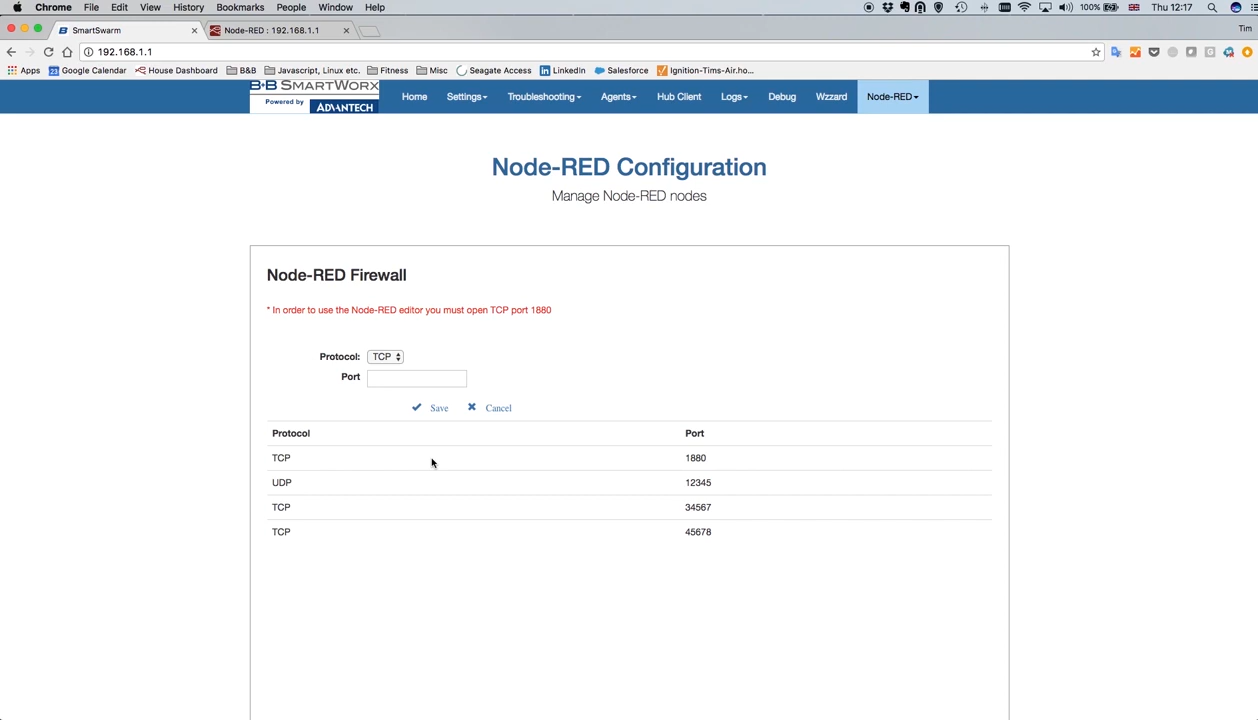 Chrome File Edit View History Bookmarks People Window Help 100% Thu 12:17
SmartSwarm Node-RED : 192.168.1.1 Tim
192.168.1.1
Apps 23 Google Calendar House Dashboard B&B Javascript, Linux etc. Fitness Misc Seagate Access LinkedIn Salesforce Ignition-Tims-Air.ho...
B+B SMARTWORX
Powered by ADVANTECH
Home Settings Troubleshooting Agents Hub Client Logs Debug Wzzard Node-RED
Node-RED Configuration
Manage Node-RED nodes
Node-RED Firewall
* In order to use the Node-RED editor you must open TCP port 1880
Protocol: TCP
Port
Save Cancel
Protocol Port
TCP 1880
UDP 12345
TCP 34567
TCP 45678